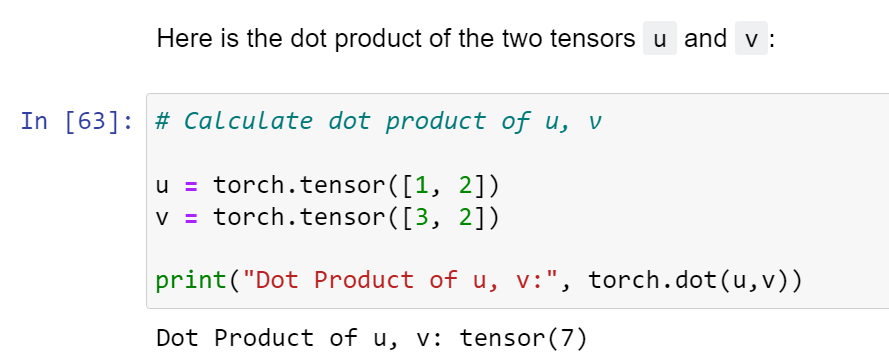 Here is the dot product of the two tensors u and v:
In [63]: # Calculate dot product of u, v
u = torch.tensor([1, 2])
v = torch.tensor([3, 2])
print("Dot Product of u, v:", torch.dot(u,v))
Dot Product of u, v: tensor(7)